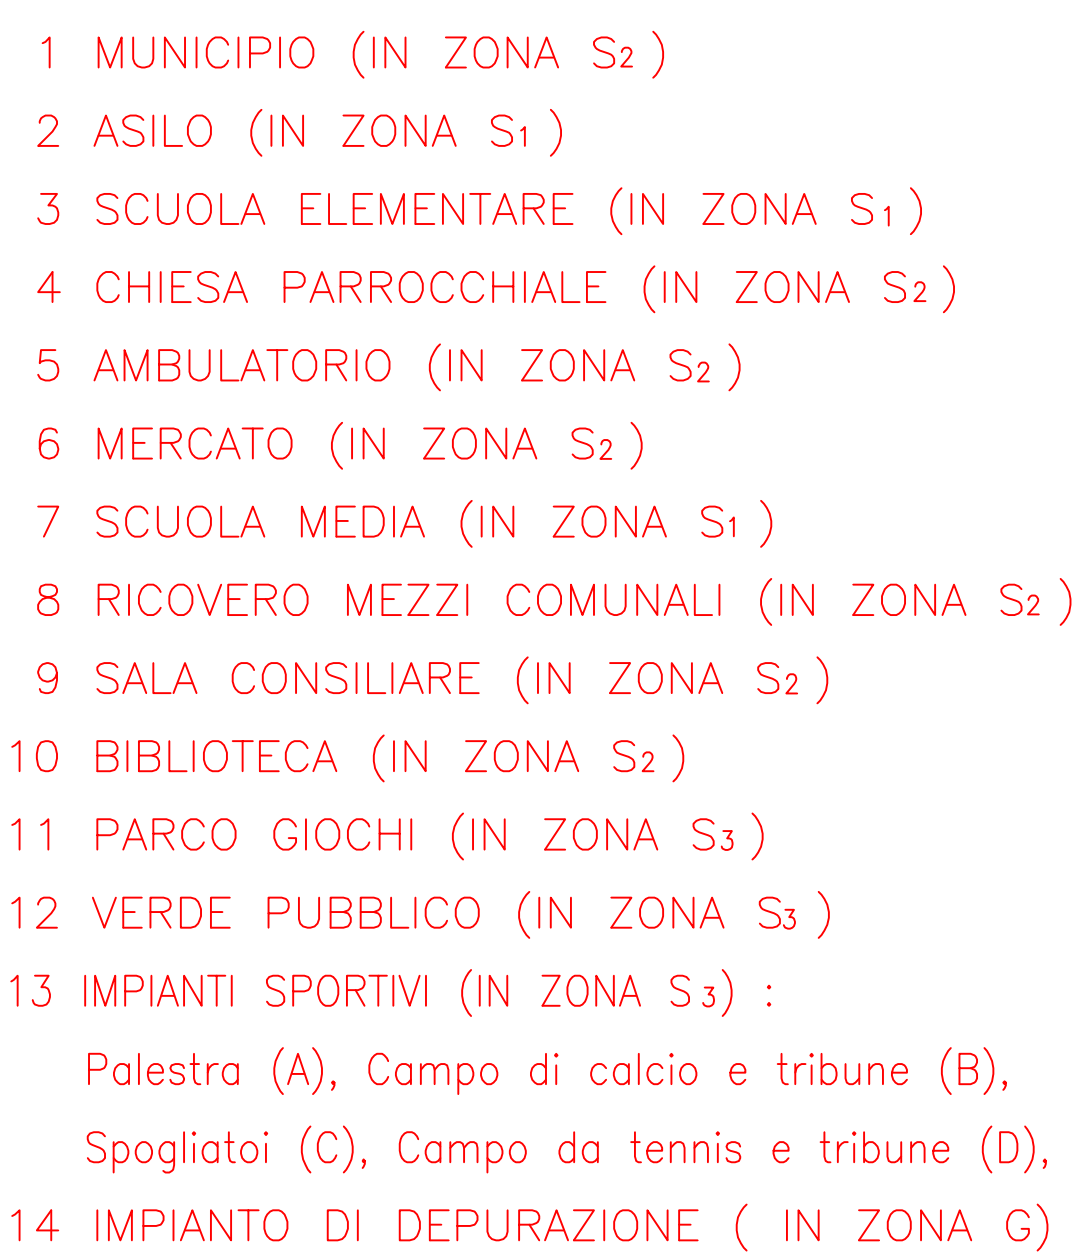 1 MUNICIPIO (IN ZONA S2 )
2 ASILO (IN ZONA S1 )
3 SCUOLA ELEMENTARE (IN ZONA S1 )
4 CHIESA PARROCCHIALE (IN ZONA S2 )
5 AMBULATORIO (IN ZONA S2 )
6 MERCATO (IN ZONA S2 )
7 SCUOLA MEDIA (IN ZONA S1 )
8 RICOVERO MEZZI COMUNALI (IN ZONA S2 )
9 SALA CONSILIARE (IN ZONA S2 )
10 BIBLIOTECA (IN ZONA S2 )
11 PARCO GIOCHI (IN ZONA S3 )
12 VERDE PUBBLICO (IN ZONA S3 )
13 IMPIANTI SPORTIVI (IN ZONA S3) :
Palestra (A), Campo di calcio e tribune (B),
Spogliatoi (C), Campo da tennis e tribune (D),
14 IMPIANTO DI DEPURAZIONE ( IN ZONA G)